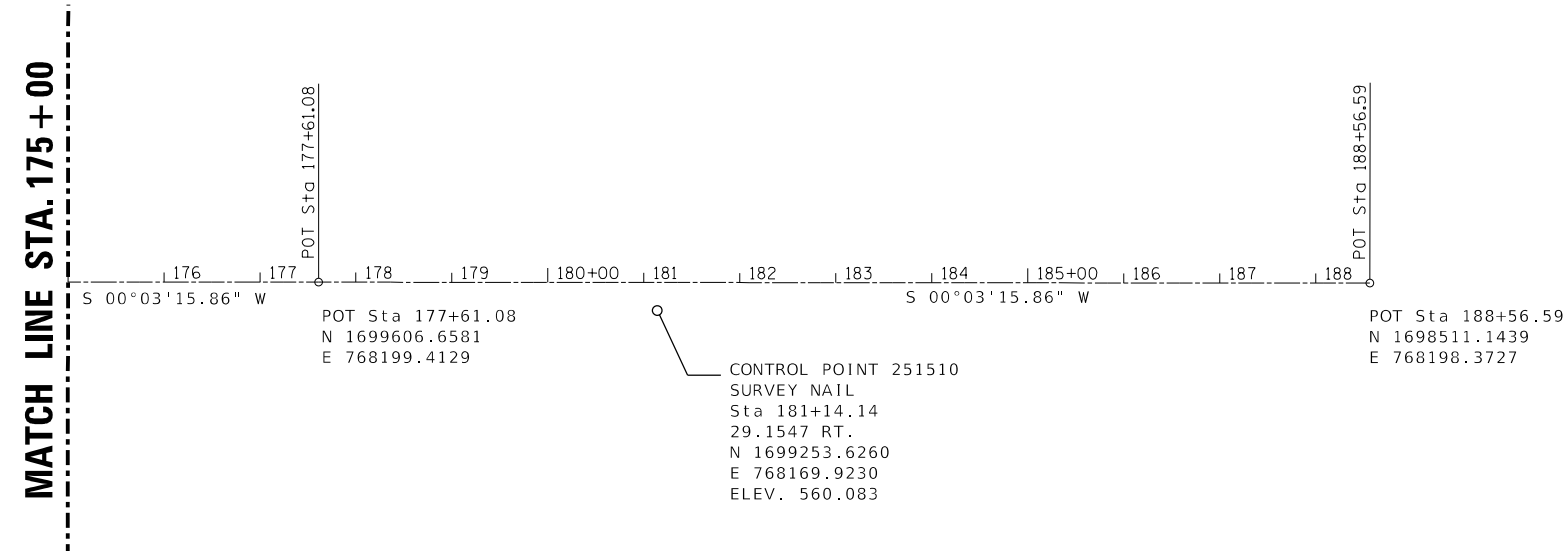 MATCH LINE STA. 175+00
POT Sta 177+61.08
POT Sta 188+56.59
176 177 178 179 180+00 181 182 183 184 185+00 186 187 188
S 00°03'15.86" W
S 00°03'15.86" W
POT Sta 177+61.08
N 1699606.6581
E 768199.4129
POT Sta 188+56.59
N 1698511.1439
E 768198.3727
CONTROL POINT 251510
SURVEY NAIL
Sta 181+14.14
29.1547 RT.
N 1699253.6260
E 768169.9230
ELEV. 560.083